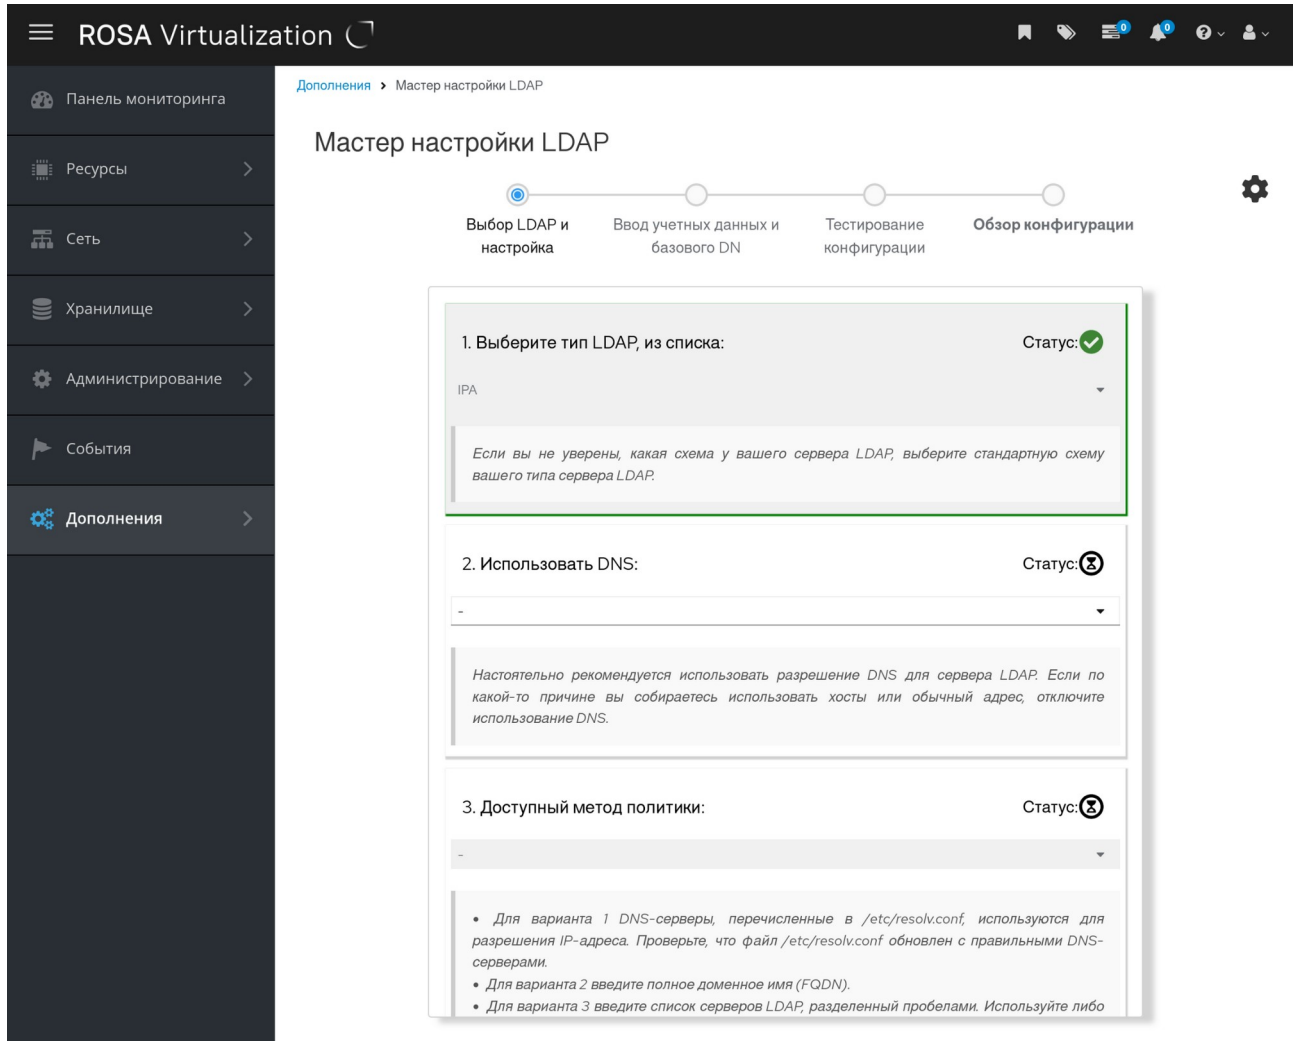 ROSA Virtualization
0
0
Дополнения > Мастер настройки LDAP
Панель мониторинга
Ресурсы
Сеть
Хранилище
Администрирование
События
Дополнения
Мастер настройки LDAP
Выбор LDAP и
настройка
Ввод учетных данных и
базового DN
Тестирование
конфигурации
Обзор конфигурации
1. Выберите тип LDAP, из списка:
Статус:
IPA
Если вы не уверены, какая схема у вашего сервера LDAP, выберите стандартную схему
вашего типа сервера LDAP.
2. Использовать DNS:
Статус:
-
Настоятельно рекомендуется использовать разрешение DNS для сервера LDAP. Если по
какой-то причине вы собираетесь использовать хосты или обычный адрес, отключите
использование DNS.
3. Доступный метод политики:
Статус:
-
• Для варианта 1 DNS-серверы, перечисленные в /etc/resolv.conf, используются для
разрешения IP-адреса. Проверьте, что файл /etc/resolv.conf обновлен с правильными DNS-
серверами.
• Для варианта 2 введите полное доменное имя (FQDN).
• Для варианта 3 введите список серверов LDAP, разделенный пробелами. Используйте либо